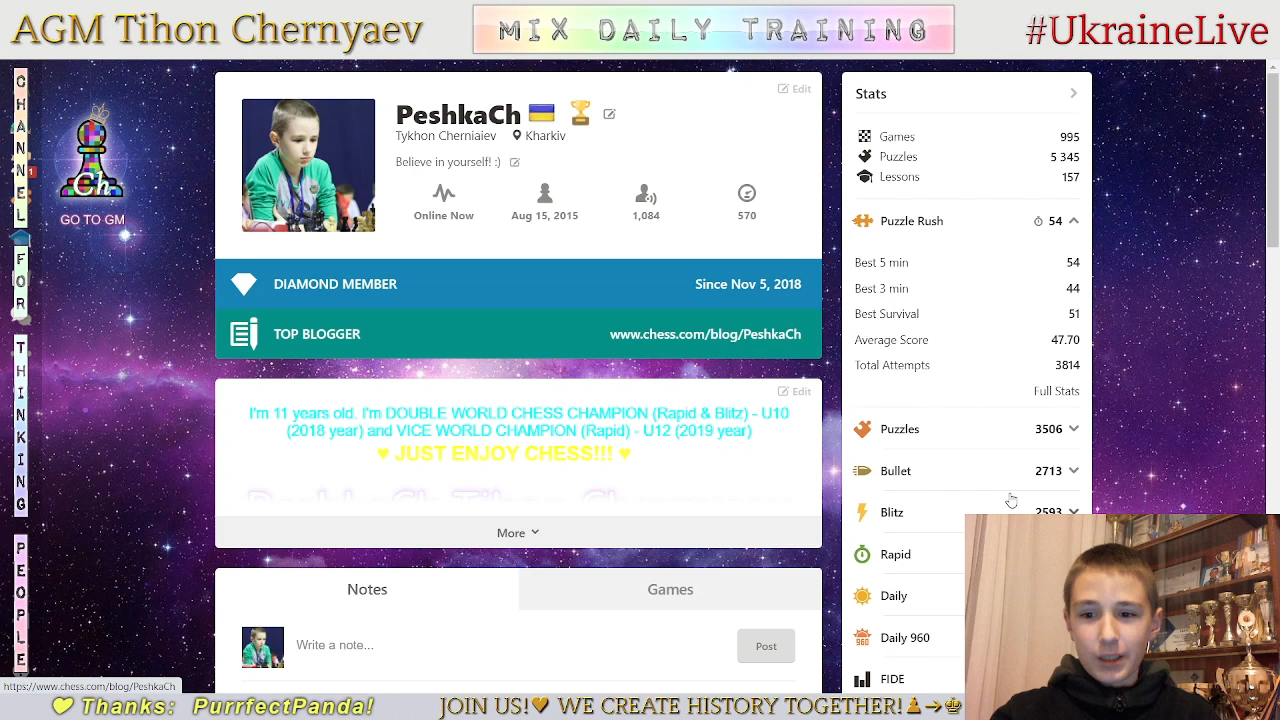 AGM Tihon Chernyaev
MIX DAILY TRAINING
#UkraineLive
CHANNEL FOR THINKING PEOPLE
1
Ch
GO TO GM
Edit
PeshkaCh
Tykhon Cherniaiev Kharkiv
Believe in yourself! :)
Online Now Aug 15, 2015 1,084 570
DIAMOND MEMBER Since Nov 5, 2018
TOP BLOGGER www.chess.com/blog/PeshkaCh
Edit
I'm 11 years old. I'm DOUBLE WORLD CHESS CHAMPION (Rapid & Blitz) - U10
(2018 year) and VICE WORLD CHAMPION (Rapid) - U12 (2019 year)
♥ JUST ENJOY CHESS!!! ♥
More
Notes Games
Write a note...
Post
Stats
Games 995
Puzzles 5 345
Lessons 157
Puzzle Rush 54
Best 5 min 54
Best 3 min 44
Best Survival 51
Average Score 47.70
Total Attempts 3814
Full Stats
Puzzles 3506
Bullet 2713
Blitz 2593
Rapid
Daily
Daily 960
FIDE
https://www.chess.com/blog/PeshkaCh
Thanks: PurrfectPanda!
JOIN US!♥ WE CREATE HISTORY TOGETHER!♟→♚